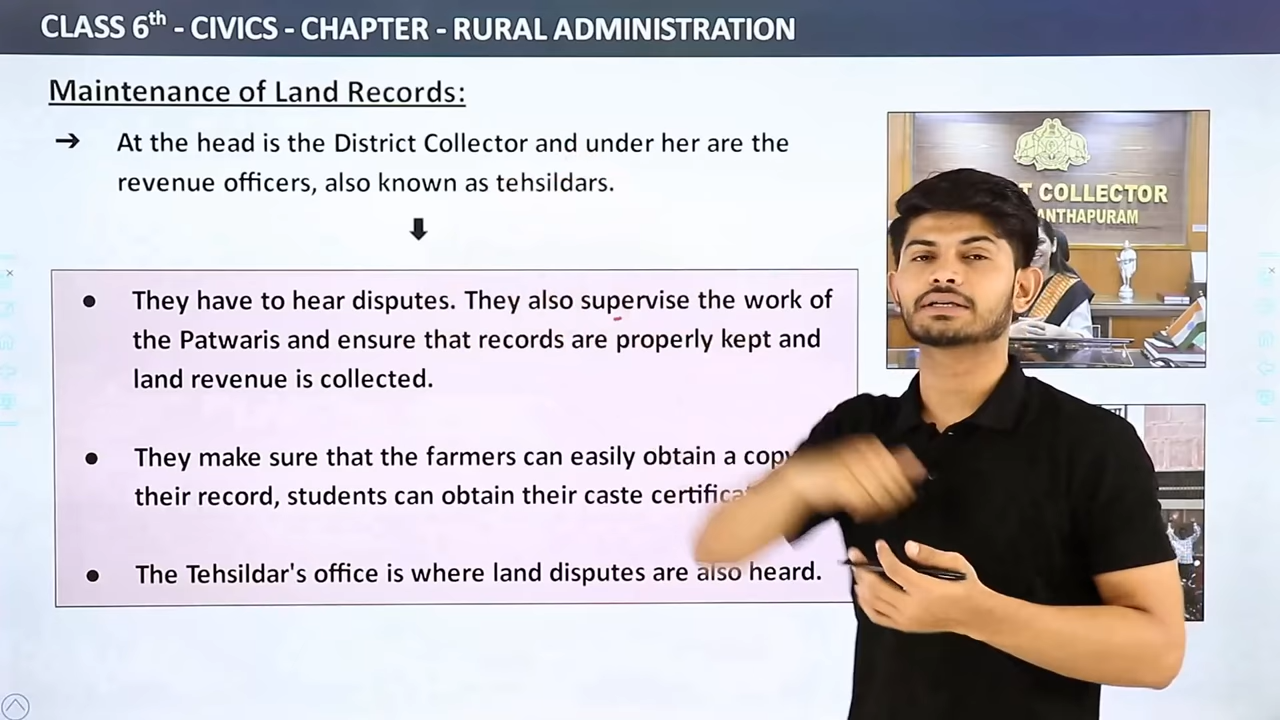 CLASS 6th - CIVICS - CHAPTER - RURAL ADMINISTRATION
Maintenance of Land Records:
➔ At the head is the District Collector and under her are the
revenue officers, also known as tehsildars.
● They have to hear disputes. They also supervise the work of
the Patwaris and ensure that records are properly kept and
land revenue is collected.
● They make sure that the farmers can easily obtain a copy
their record, students can obtain their caste
● The Tehsildar's office is where land disputes are also heard.
COLLECTOR